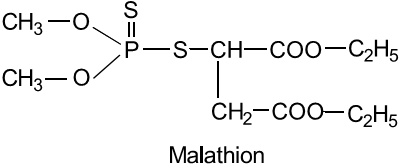 S
CH3 O
P S CH COO C2H5
CH3 O
CH2 COO C2H5
Malathion